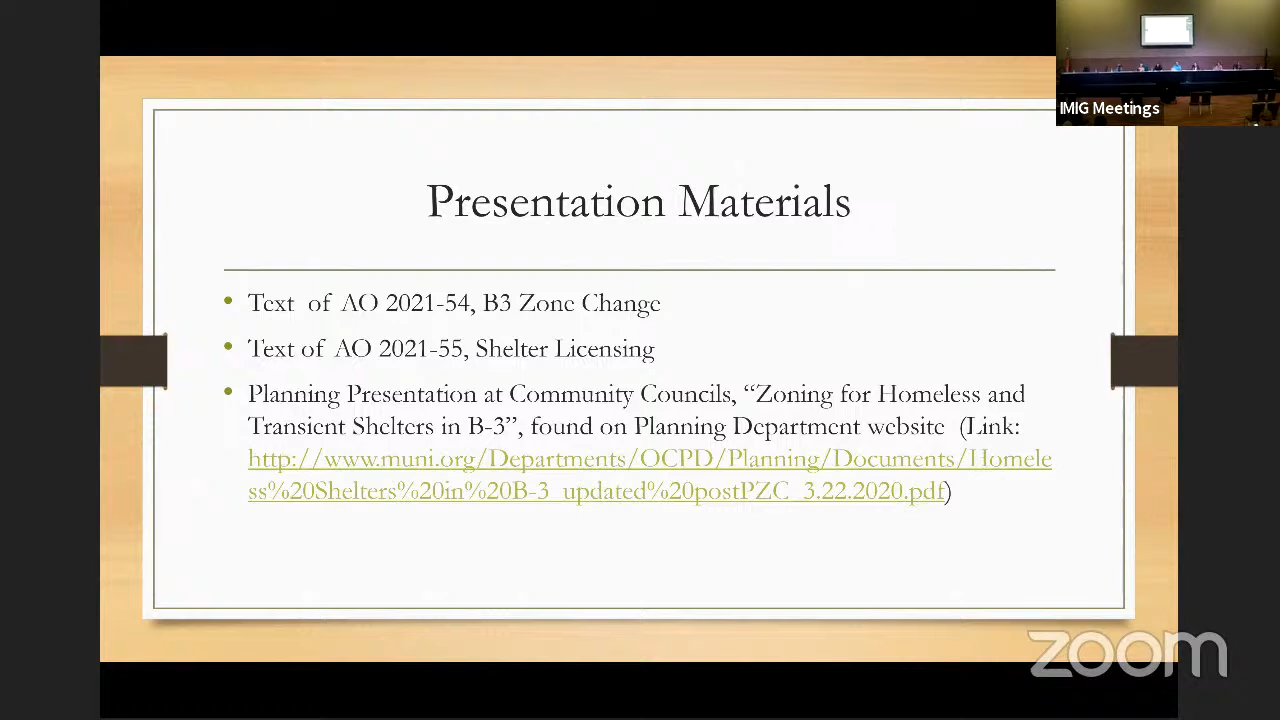 IMIG Meetings
Presentation Materials
• Text of AO 2021-54, B3 Zone Change
• Text of AO 2021-55, Shelter Licensing
• Planning Presentation at Community Councils, “Zoning for Homeless and
Transient Shelters in B-3”, found on Planning Department website (Link:
http://www.muni.org/Departments/OCPD/Planning/Documents/Homele
ss%20Shelters%20in%20B-3_updated%20postPZC_3.22.2020.pdf)
zoom